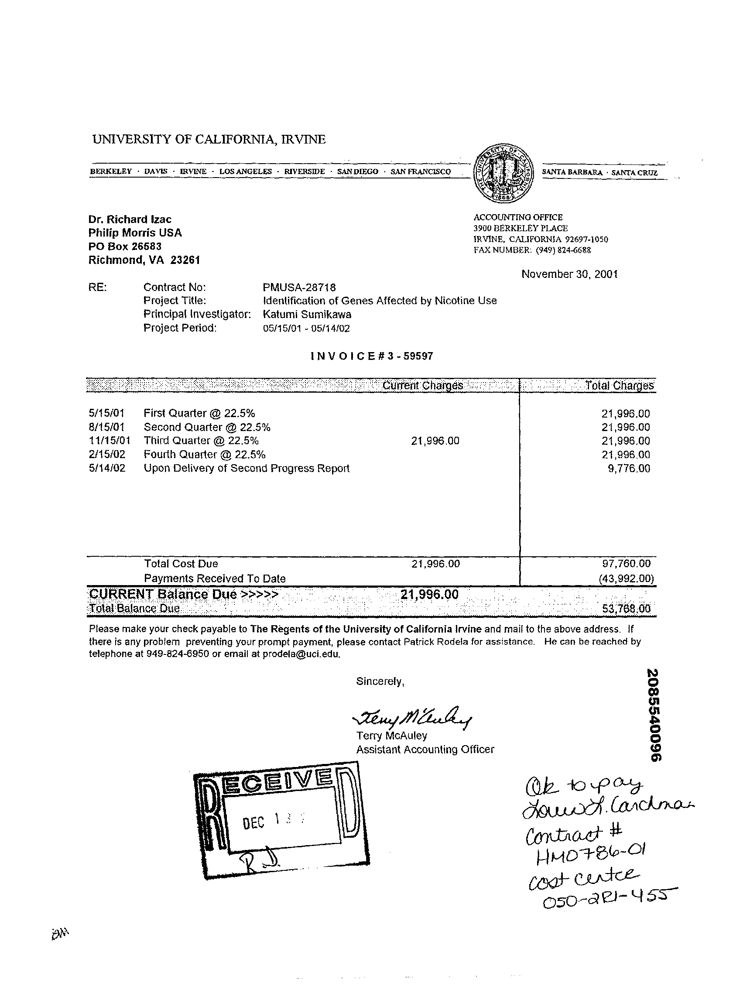 UNIVERSITY OF CALIFORNIA, IRVINE
BERKELEY · DAVIS · IRVINE · LOS ANGELES · RIVERSIDE · SAN DIEGO · SAN FRANCISCO
SANTA BARBARA · SANTA CRUZ
Dr. Richard Izac
Philip Morris USA
PO Box 26583
Richmond, VA 23261
ACCOUNTING OFFICE
3900 BERKELEY PLACE
IRVINE, CALIFORNIA 92697-1050
FAX NUMBER: (949) 824-6688
November 30, 2001
RE: Contract No: PMUSA-28718
Project Title: Identification of Genes Affected by Nicotine Use
Principal Investigator: Katumi Sumikawa
Project Period: 05/15/01 - 05/14/02
INVOICE # 3 - 59597
Current Charges Total Charges
5/15/01 First Quarter @ 22.5% 21,996.00
8/15/01 Second Quarter @ 22.5% 21,996.00
11/15/01 Third Quarter @ 22.5% 21,996.00 21,996.00
2/15/02 Fourth Quarter @ 22.5% 21,996.00
5/14/02 Upon Delivery of Second Progress Report 9,776.00
Total Cost Due 21,996.00 97,760.00
Payments Received To Date (43,992.00)
CURRENT Balance Due >>>>> 21,996.00
Total Balance Due 53,768.00
Please make your check payable to The Regents of the University of California Irvine and mail to the above address. If
there is any problem preventing your prompt payment, please contact Patrick Rodela for assistance. He can be reached by
telephone at 949-824-6950 or email at prodela@uci.edu.
Sincerely,
Terry McAuley
Terry McAuley
Assistant Accounting Officer
2085540096
RECEIVED
DEC
R.D.
Ok to pay
Contract #
HM0786-01
cost centce